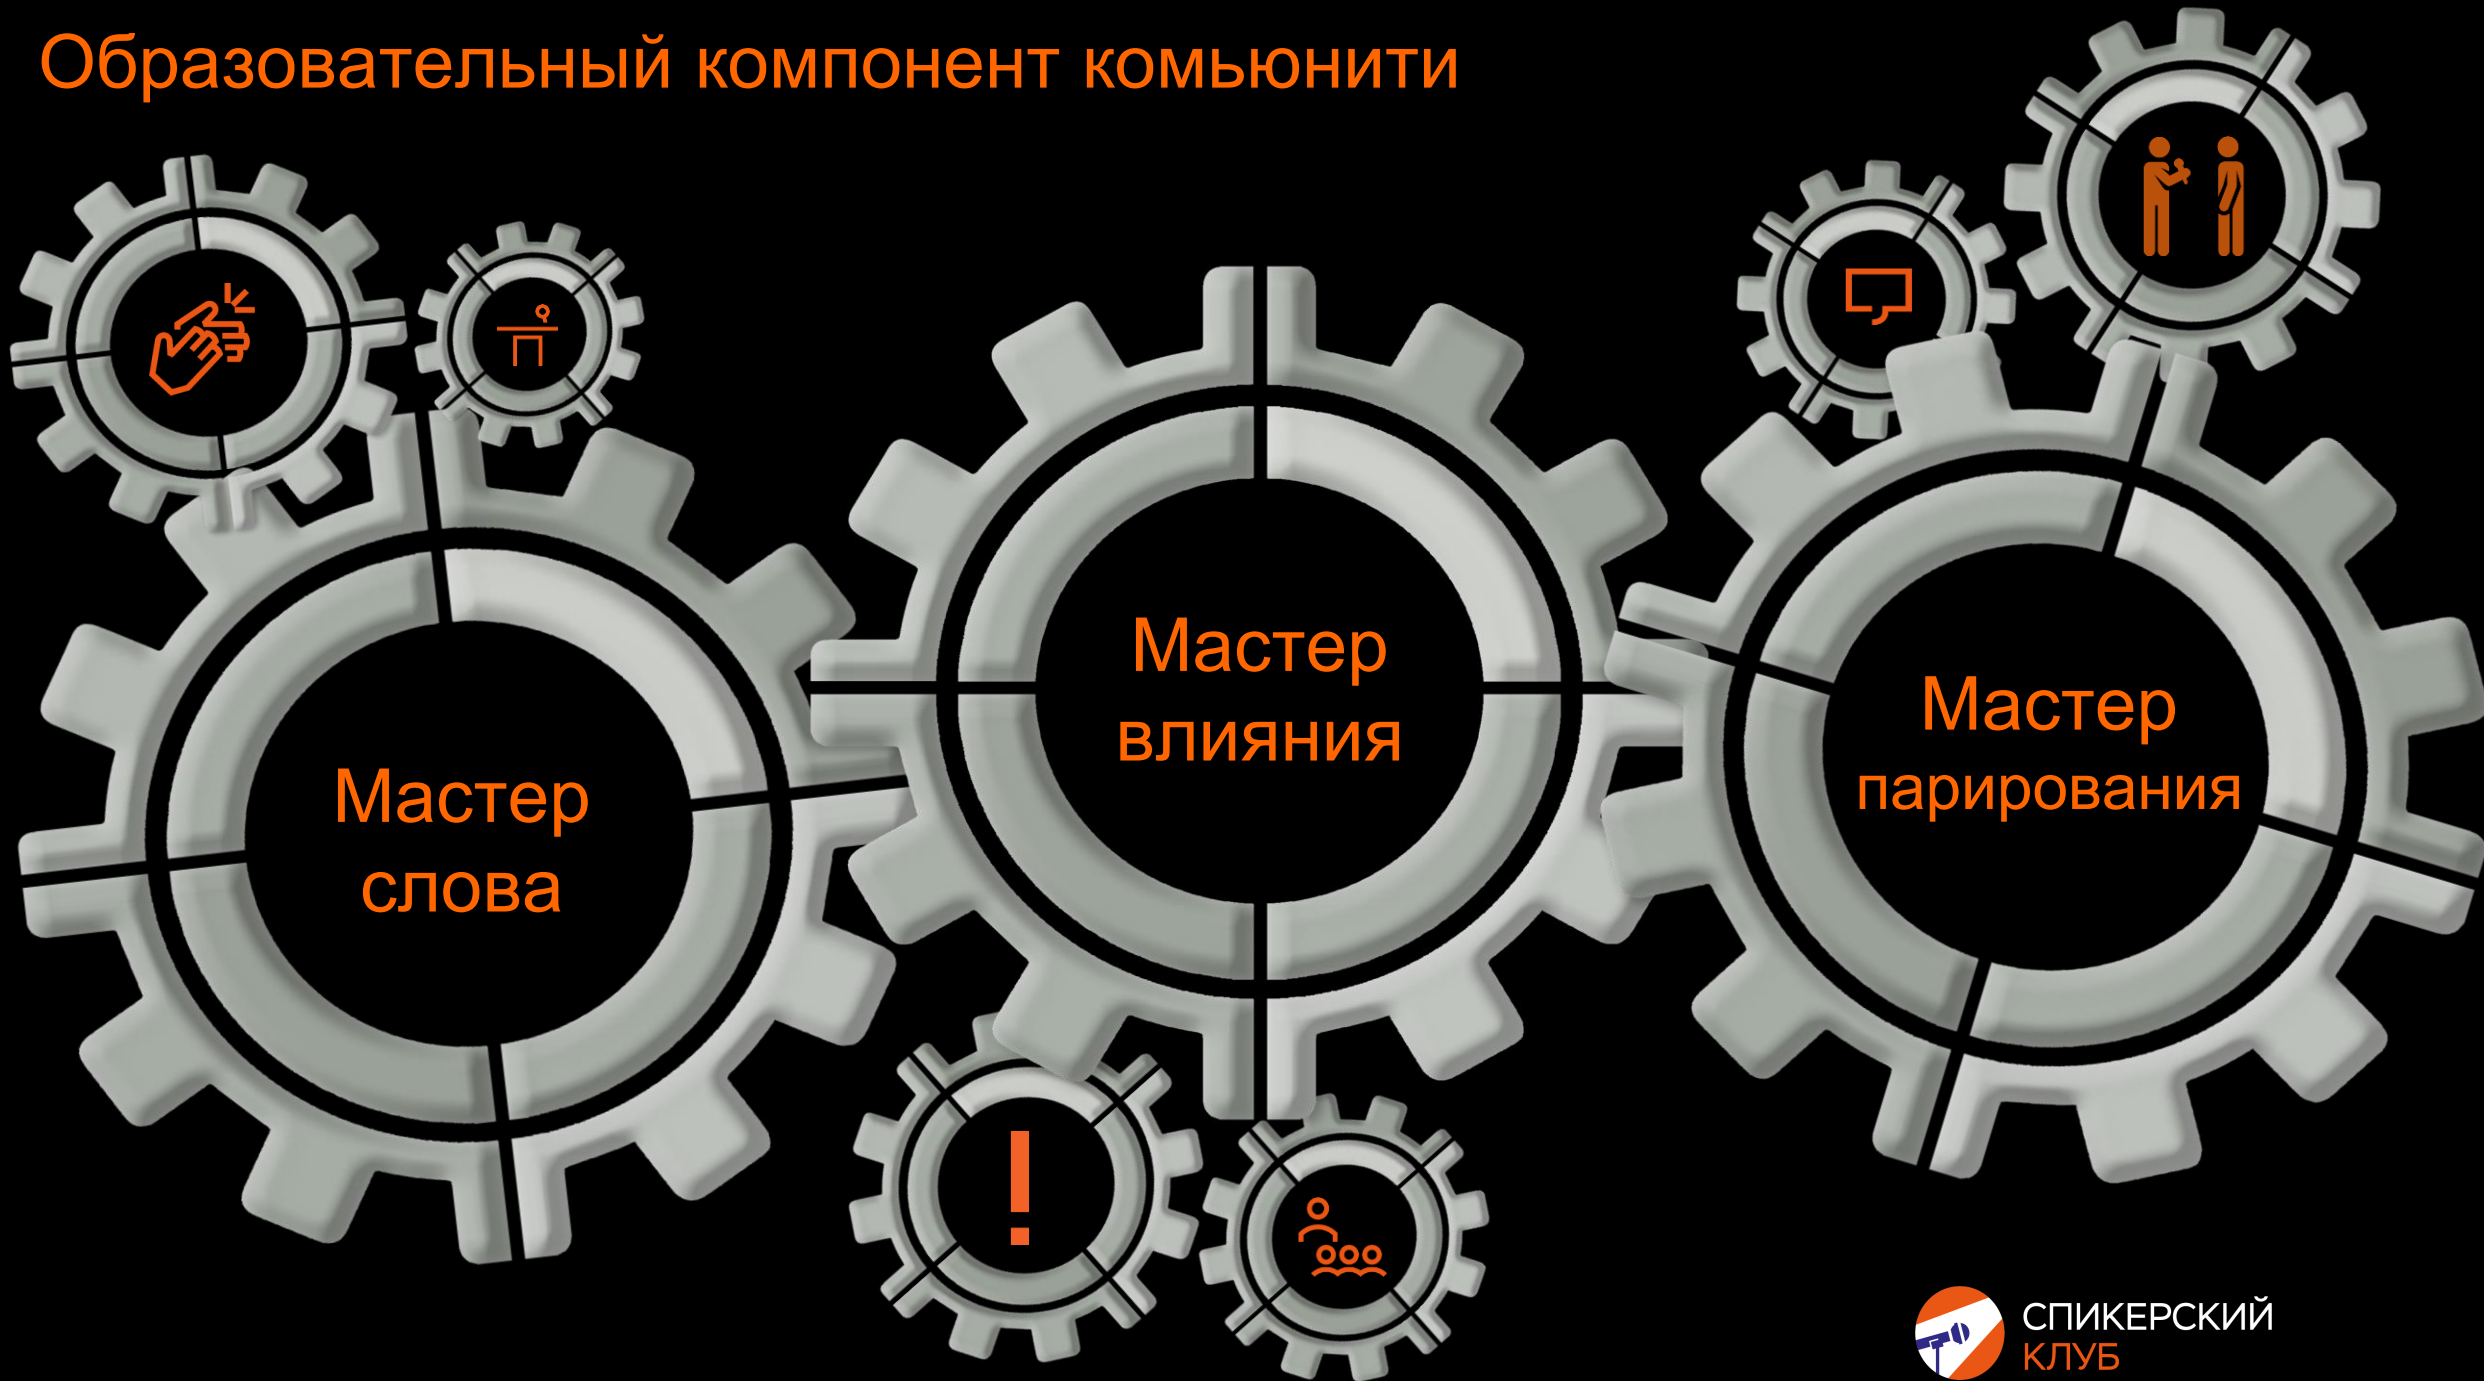 Образовательный компонент комьюнити
Мастер
слова
Мастер
влияния
Мастер
парирования
!
СПИКЕРСКИЙ
КЛУБ